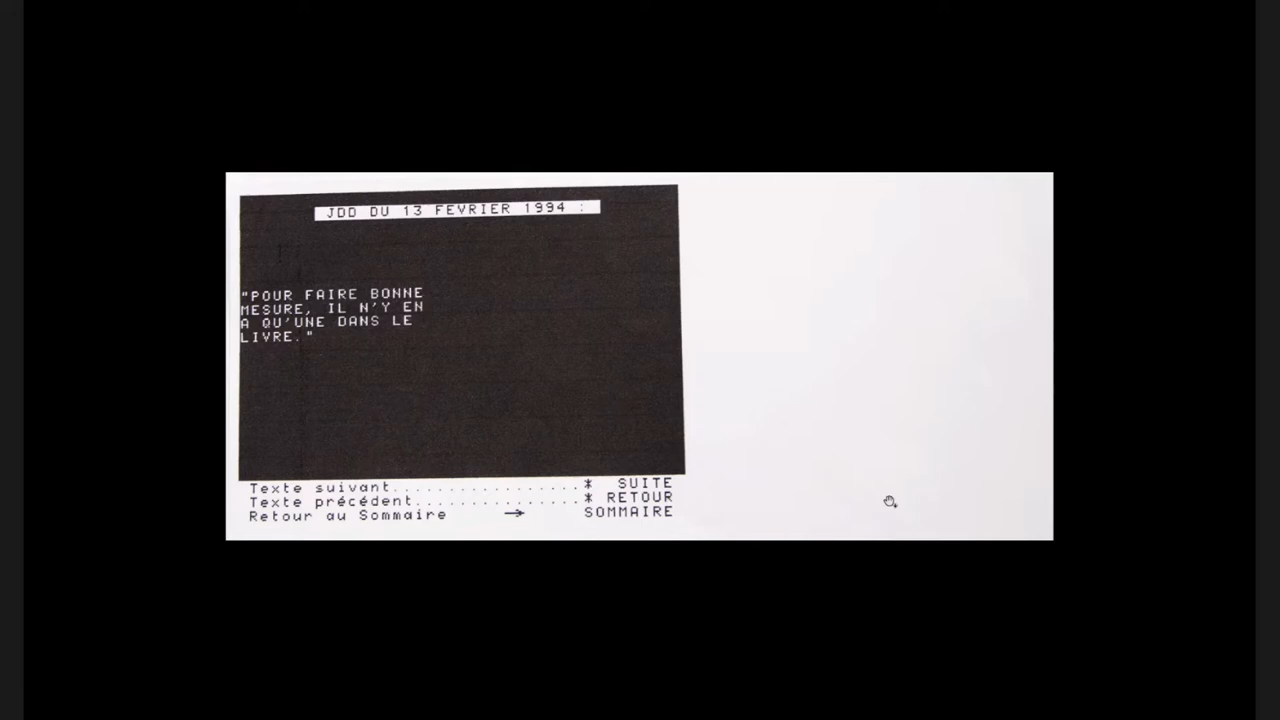 JDD DU 13 FEVRIER 1994 :
"POUR FAIRE BONNE
MESURE, IL N'Y EN
A QU'UNE DANS LE
LIVRE."
Texte suivant.................* SUITE
Texte précédent...............* RETOUR
Retour au Sommaire → SOMMAIRE